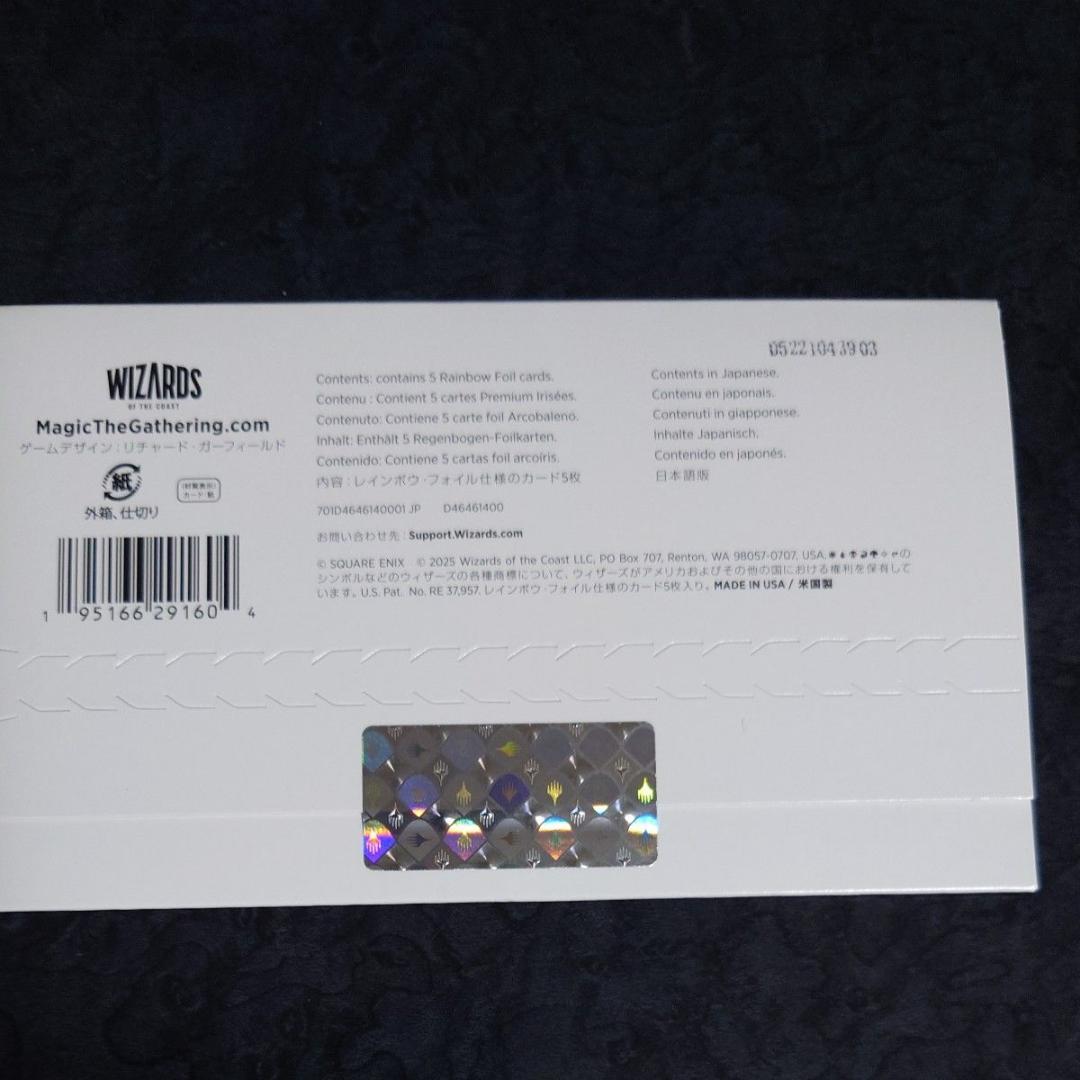 WIZARDS
OF THE COAST
MagicTheGathering.com
ゲームデザイン：リチャード・ガーフィールド
紙
外箱、仕切り
カード：紙
1 95166 29160 4
Contents: contains 5 Rainbow Foil cards.
Contenu : Contient 5 cartes Premium Irisées.
Contenuto: Contiene 5 carte foil Arcobaleno.
Inhalt: Enthält 5 Regenbogen-Foilkarten.
Contenido: Contiene 5 cartas foil arcoíris.
内容：レインボウ・フォイル仕様のカード5枚
701D4646140001 JP D46461400
お問い合わせ先：Support.Wizards.com
05221043903
Contents in Japanese.
Contenu en japonais.
Contenuti in giapponese.
Inhalte Japanisch.
Contenido en japonés.
日本語版
© SQUARE ENIX © 2025 Wizards of the Coast LLC, PO Box 707, Renton, WA 98057-0707, USA. の
シンボルなどのウィザーズの各種商標について、ウィザーズがアメリカおよびその他の国における権利を保有して
います。U.S. Pat. No. RE 37,957. レインボウ・フォイル仕様のカード5枚入り。MADE IN USA / 米国製